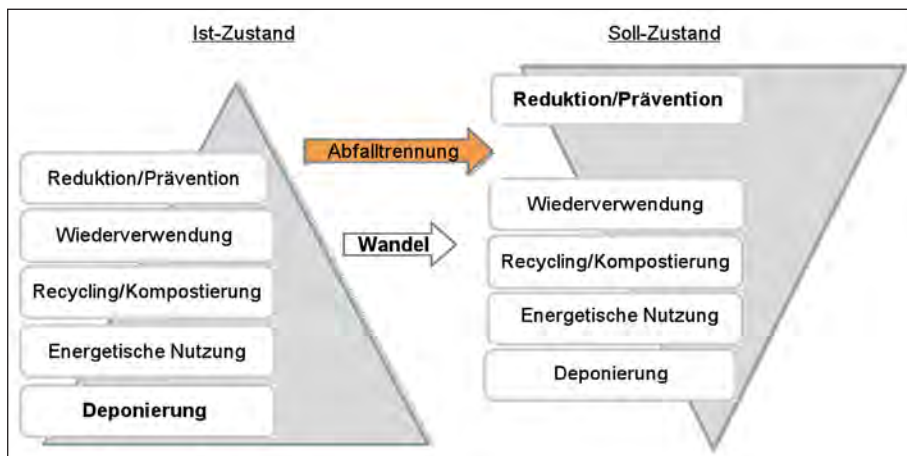 Ist-Zustand
Reduktion/Prävention
Wiederverwendung
Recycling/Kompostierung
Energetische Nutzung
Deponierung
Abfalltrennung
Wandel
Soll-Zustand
Reduktion/Prävention
Wiederverwendung
Recycling/Kompostierung
Energetische Nutzung
Deponierung